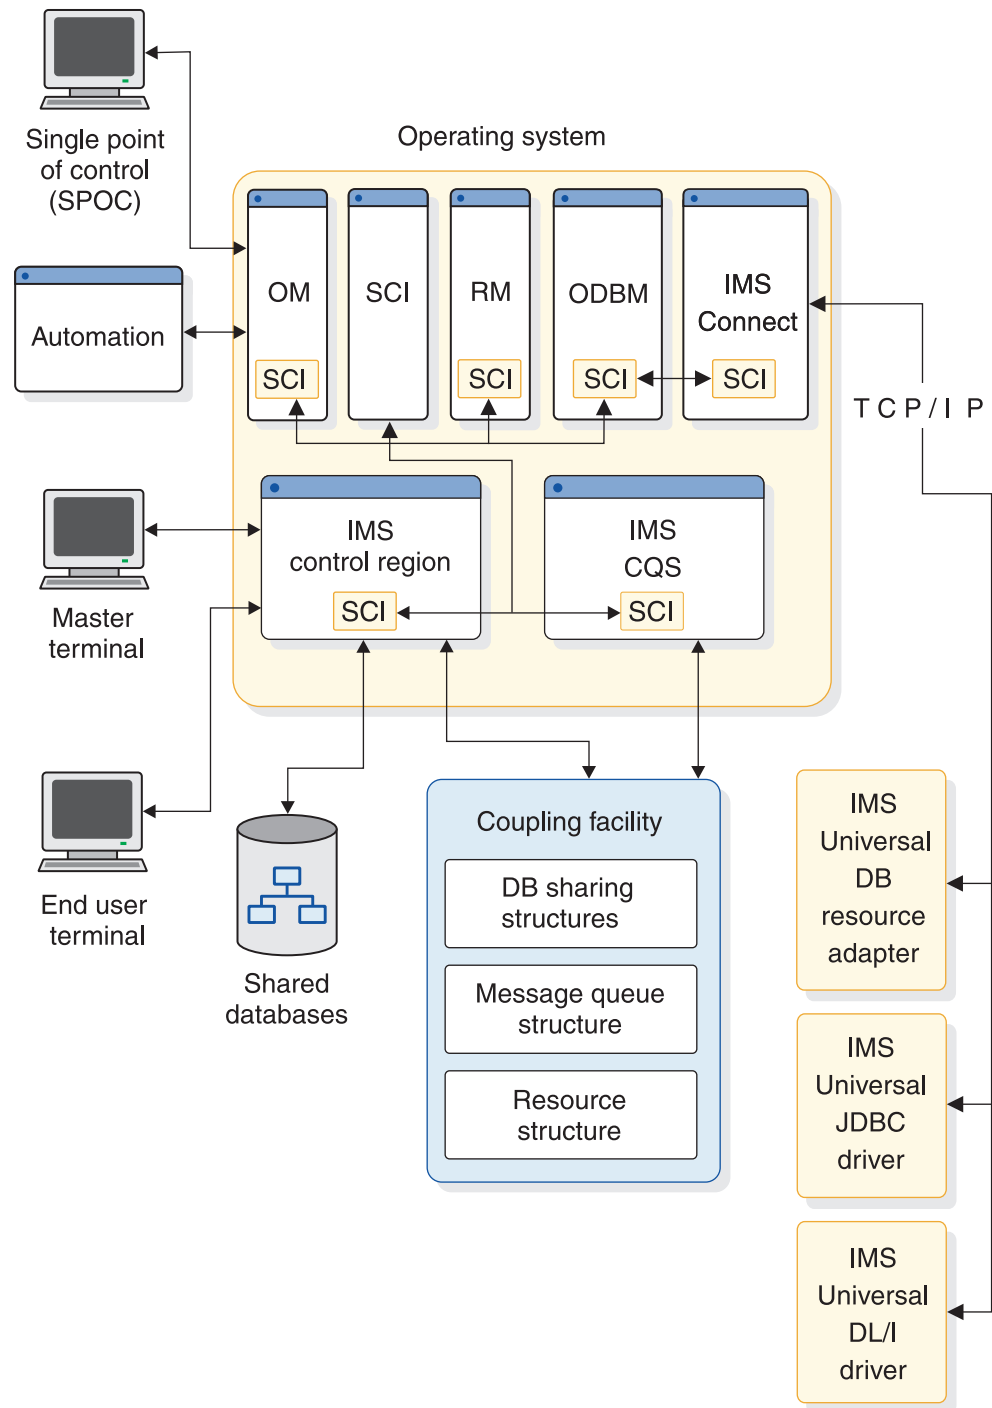 Single point
of control
(SPOC)
Operating system
OM
SCI
RM
ODBM
IMS
Connect
Automation
SCI
SCI
SCI
SCI
TCP/IP
IMS
control region
SCI
IMS
CQS
SCI
Master
terminal
End user
terminal
Shared
databases
Coupling facility
DB sharing
structures
Message queue
structure
Resource
structure
IMS
Universal
DB
resource
adapter
IMS
Universal
JDBC
driver
IMS
Universal
DL/I
driver